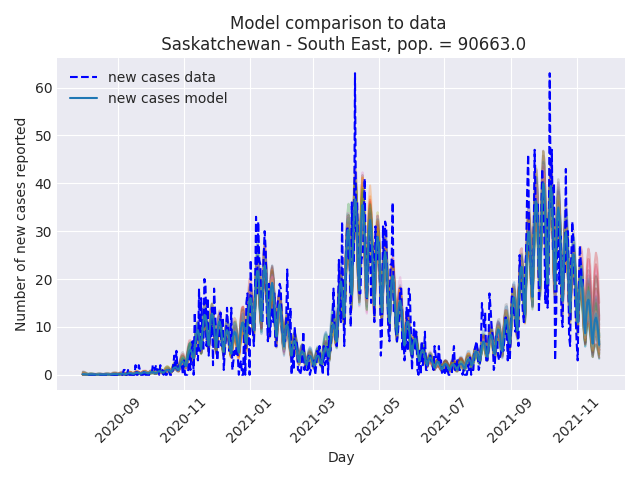 Model comparison to data
Saskatchewan - South East, pop. = 90663.0
new cases data
new cases model
Number of new cases reported
60
50
40
30
20
10
0
2020-09
2020-11
2021-01
2021-03
2021-05
2021-07
2021-09
2021-11
Day